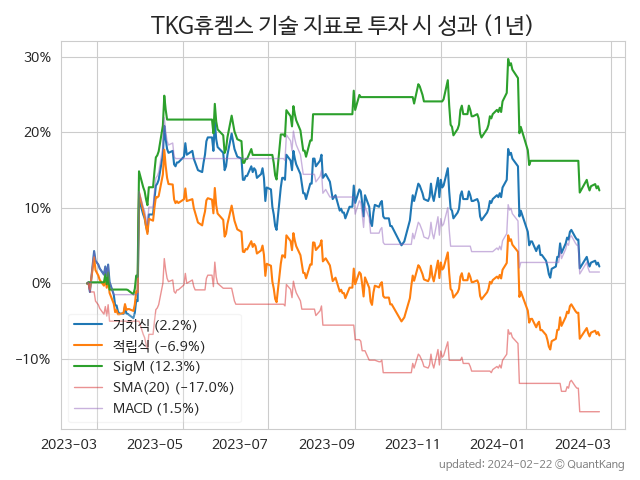 TKG휴켐스 기술 지표로 투자 시 성과 (1년)
30%
20%
10%
0%
−10%
거치식 (2.2%)
적립식 (−6.9%)
SigM (12.3%)
SMA(20) (−17.0%)
MACD (1.5%)
2023−03 2023−05 2023−07 2023−09 2023−11 2024−01 2024−03
updated: 2024−02−22 © QuantKang